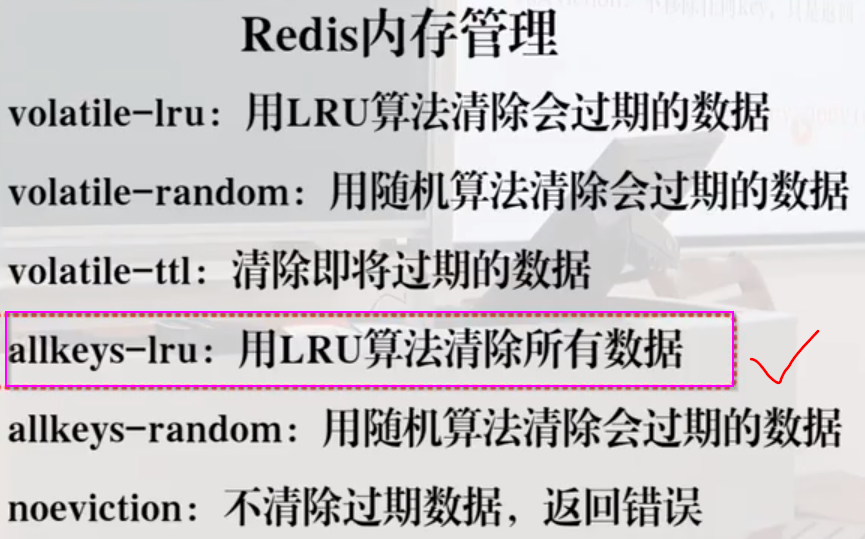 Redis内存管理
volatile-lru：用LRU算法清除会过期的数据
volatile-random：用随机算法清除会过期的数据
volatile-ttl：清除即将过期的数据
allkeys-lru：用LRU算法清除所有数据
allkeys-random：用随机算法清除会过期的数据
noeviction：不清除过期数据，返回错误